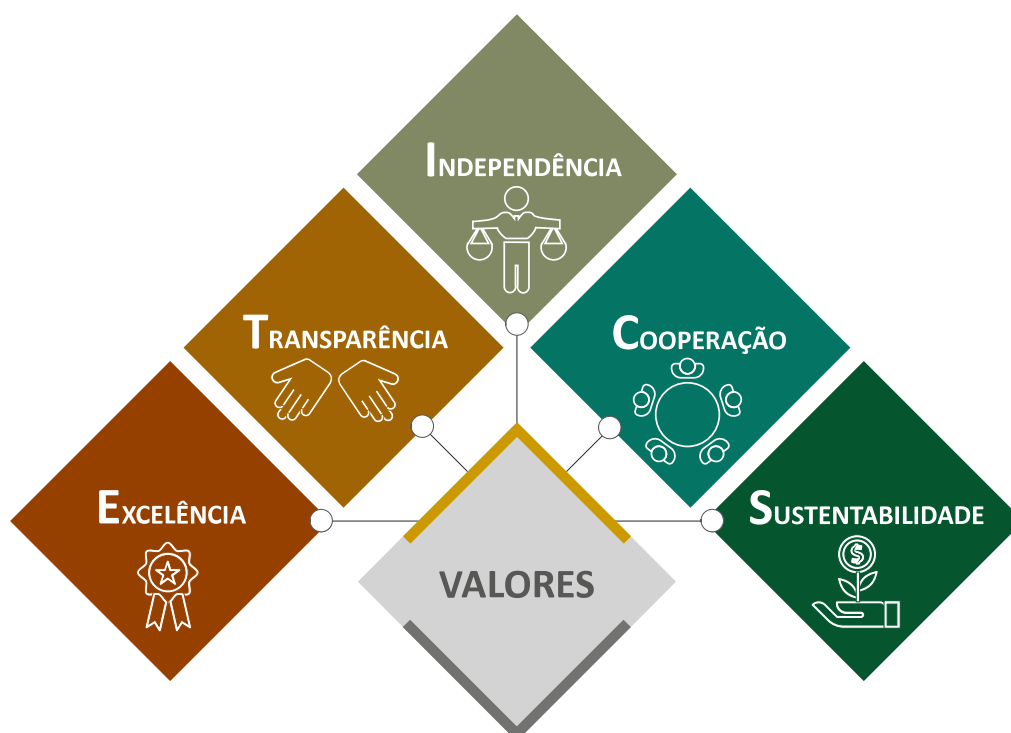 INDEPENDÊNCIA
TRANSPARÊNCIA
COOPERAÇÃO
EXCELÊNCIA
SUSTENTABILIDADE
VALORES